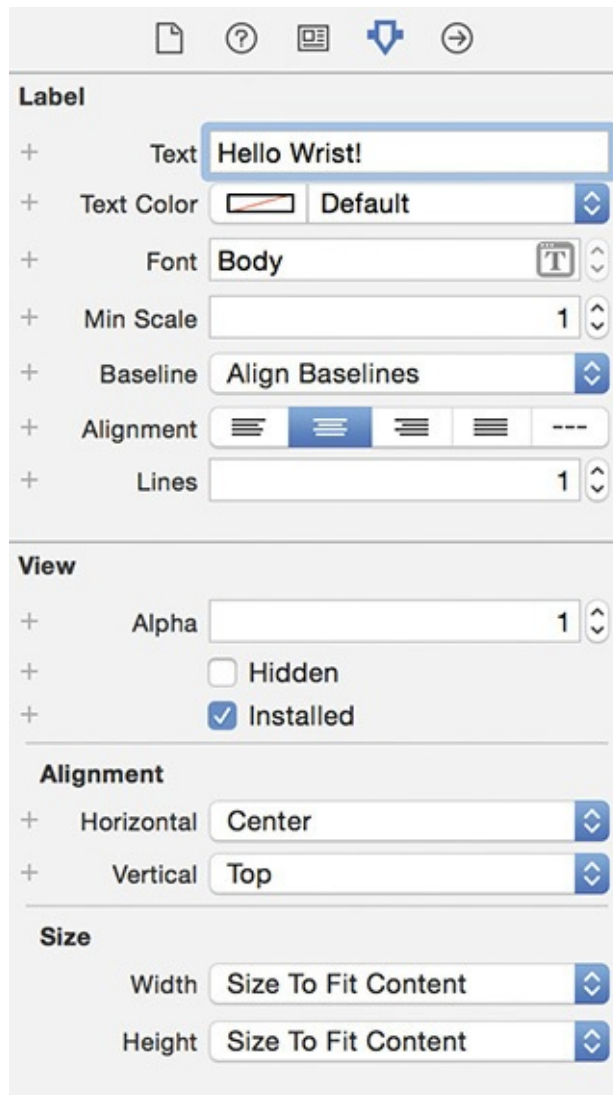 Label
+ Text Hello Wrist!
+ Text Color Default
+ Font Body T
+ Min Scale 1
+ Baseline Align Baselines
+ Alignment ---
+ Lines 1
View
+ Alpha 1
+ Hidden
+ Installed
Alignment
+ Horizontal Center
+ Vertical Top
Size
Width Size To Fit Content
Height Size To Fit Content